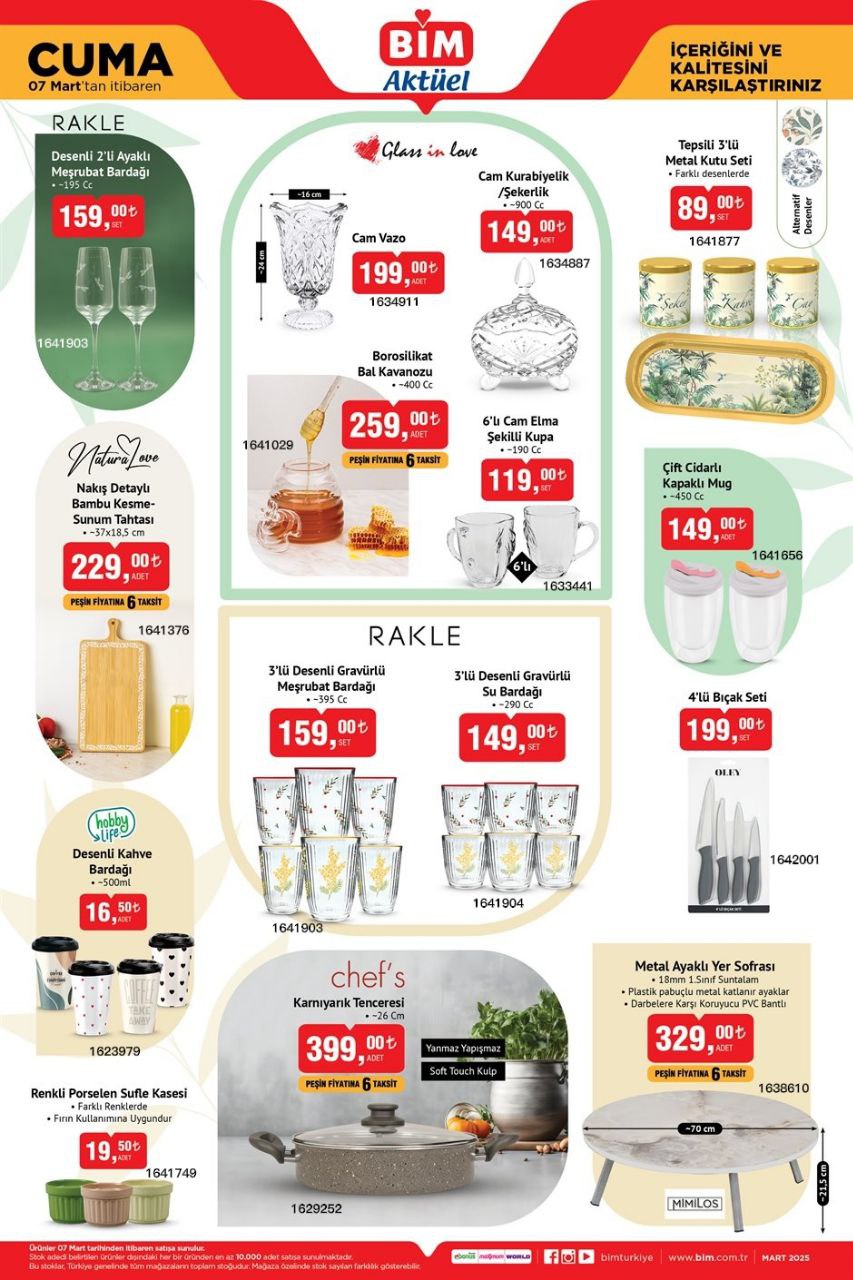 CUMA
07 Mart'tan itibaren
BİM
Aktüel
İÇERİĞİNİ VE
KALİTESİNİ
KARŞILAŞTIRINIZ
RAKLE
Desenli 2'li Ayaklı
Meşrubat Bardağı
• ~195 Cc
159,00₺
SET
1641903
Glass in love
~16 cm
~24 cm
Cam Vazo
199,00₺
ADET
1634911
Cam Kurabiyelik
/Şekerlik
• ~900 Cc
149,00₺
ADET
1634887
Borosilikat
Bal Kavanozu
• ~400 Cc
259,00₺
ADET
PEŞİN FİYATINA 6 TAKSİT
1641029
6'lı Cam Elma
Şekilli Kupa
• ~190 Cc
119,00₺
SET
6'lı
1633441
Tepsili 3'lü
Metal Kutu Seti
• Farklı desenlerde
89,00₺
SET
1641877
Alternatif
Desenler
Şeker
Kahve
Çay
NaturaLove
Nakış Detaylı
Bambu Kesme-
Sunum Tahtası
• ~37x18,5 cm
229,00₺
ADET
PEŞİN FİYATINA 6 TAKSİT
1641376
Çift Cidarlı
Kapaklı Mug
• ~450 Cc
149,00₺
ADET
1641656
RAKLE
3'lü Desenli Gravürlü
Meşrubat Bardağı
• ~395 Cc
159,00₺
SET
1641903
3'lü Desenli Gravürlü
Su Bardağı
• ~290 Cc
149,00₺
SET
1641904
4'lü Bıçak Seti
199,00₺
SET
OLEY
4'LÜ BIÇAK SETİ
1642001
hobby
life
Desenli Kahve
Bardağı
• ~500ml
16,50₺
ADET
COFFEE
TAKE
AWAY
1623979
chef's
Karnıyarık Tenceresi
• ~26 Cm
399,00₺
ADET
PEŞİN FİYATINA 6 TAKSİT
Yanmaz Yapışmaz
Soft Touch Kulp
1629252
Metal Ayaklı Yer Sofrası
• 18mm 1.Sınıf Suntalam
• Plastik pabuçlu metal katlanır ayaklar
• Darbelere Karşı Koruyucu PVC Bantlı
329,00₺
ADET
PEŞİN FİYATINA 6 TAKSİT
1638610
~70 cm
~21,5 cm
MİMİLOS
Renkli Porselen Sufle Kasesi
• Farklı Renklerde
• Fırın Kullanımına Uygundur
19,50₺
ADET
1641749
Ürünler 07 Mart tarihinden itibaren satışa sunulur.
Stok adedi belirtilen ürünler dışındaki her bir üründen en az 10.000 adet satışa sunulmaktadır.
Bu stoklar, Türkiye genelinde tüm mağazaların toplam stoğudur. Mağaza özelinde stok sayıları farklılık gösterebilir.
bonus maximum WORLD
bimturkiye
www.bim.com.tr
MART 2025